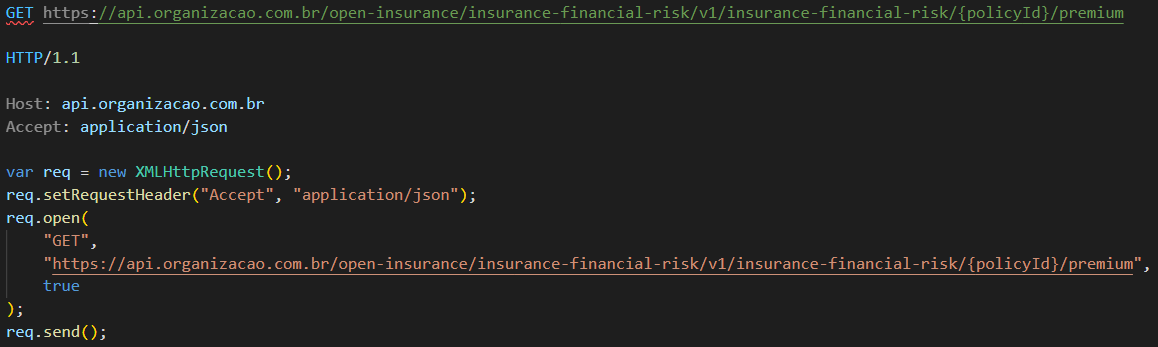 GET https://api.organizacao.com.br/open-insurance/insurance-financial-risk/v1/insurance-financial-risk/{policyId}/premium
HTTP/1.1
Host: api.organizacao.com.br
Accept: application/json
var req = new XMLHttpRequest();
req.setRequestHeader("Accept", "application/json");
req.open(
    "GET",
    "https://api.organizacao.com.br/open-insurance/insurance-financial-risk/v1/insurance-financial-risk/{policyId}/premium",
    true
);
req.send();